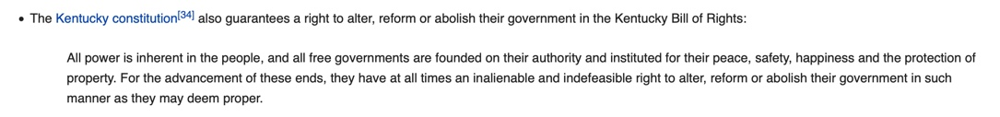 • The Kentucky constitution[34] also guarantees a right to alter, reform or abolish their government in the Kentucky Bill of Rights:
All power is inherent in the people, and all free governments are founded on their authority and instituted for their peace, safety, happiness and the protection of
property. For the advancement of these ends, they have at all times an inalienable and indefeasible right to alter, reform or abolish their government in such
manner as they may deem proper.